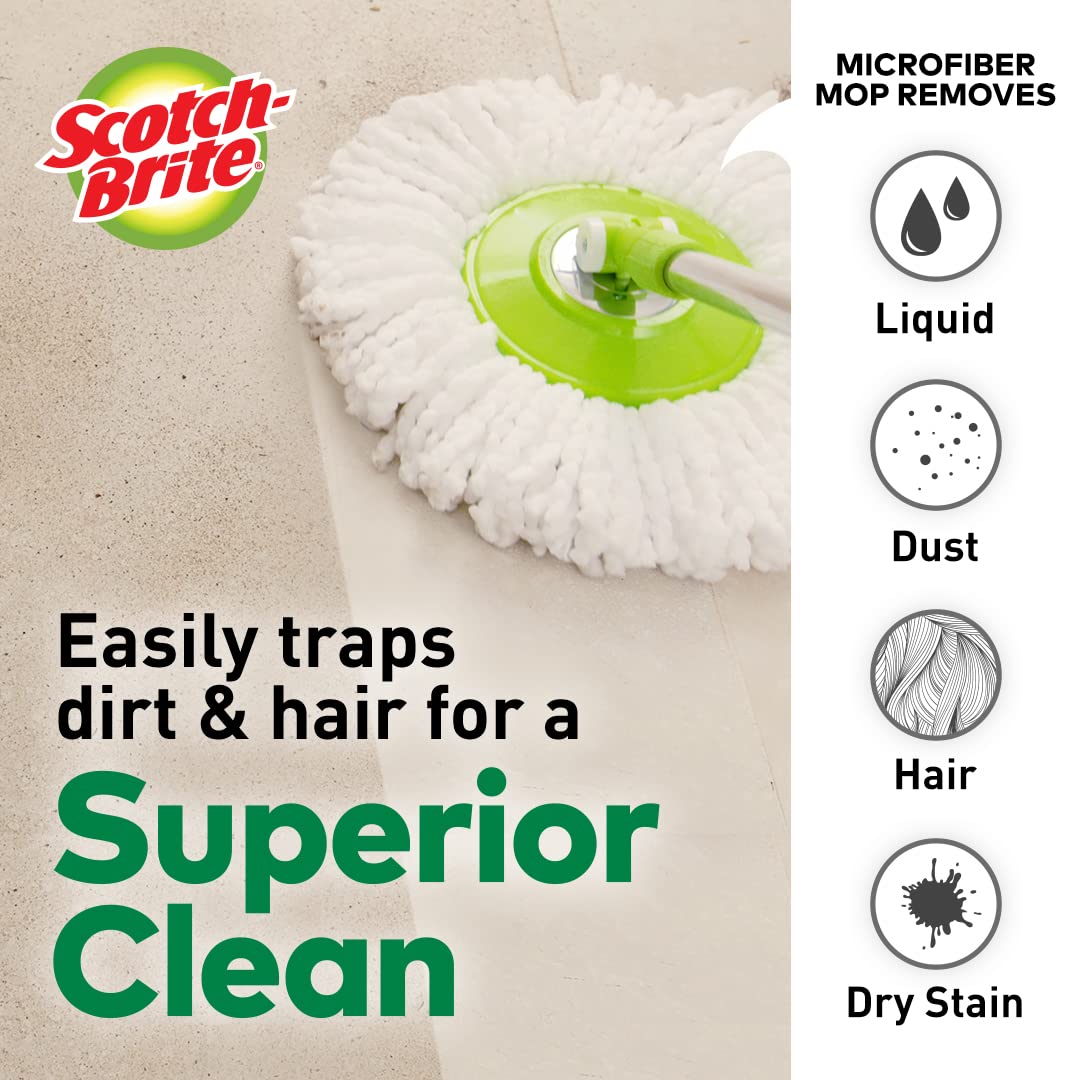 Scotch-
Brite®
MICROFIBER
MOP REMOVES
Liquid
Dust
Hair
Dry Stain
Easily traps
dirt & hair for a
Superior
Clean